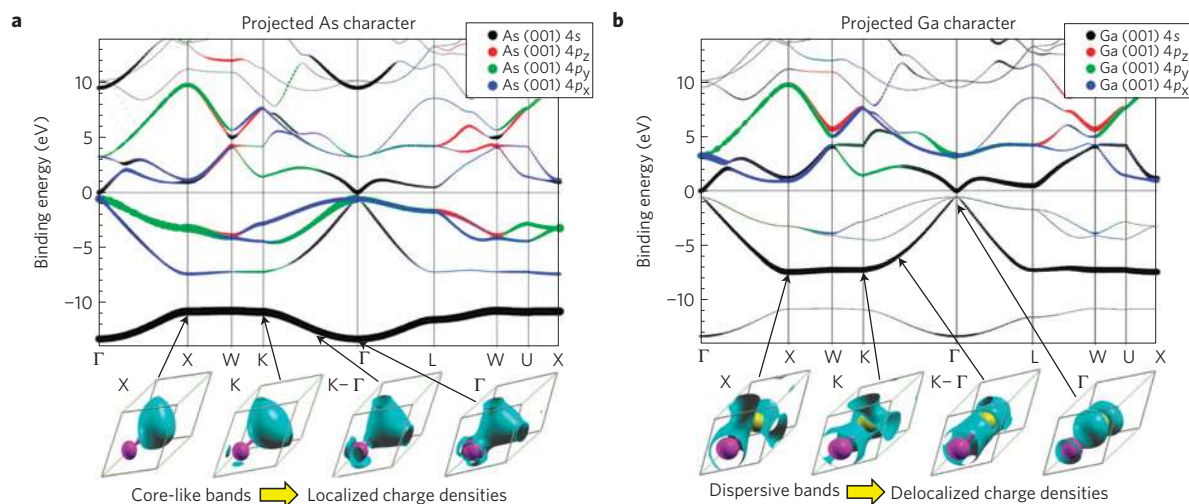 a
Projected As character
As (001) 4s
As (001) 4pz
As (001) 4py
As (001) 4px
Binding energy (eV)
10
5
0
−5
−10
Γ X W K Γ L W U X
X K K−Γ Γ
Core-like bands Localized charge densities
b
Projected Ga character
Ga (001) 4s
Ga (001) 4pz
Ga (001) 4py
Ga (001) 4px
Binding energy (eV)
10
5
0
−5
−10
Γ X W K Γ L W U X
X K K−Γ Γ
Dispersive bands Delocalized charge densities